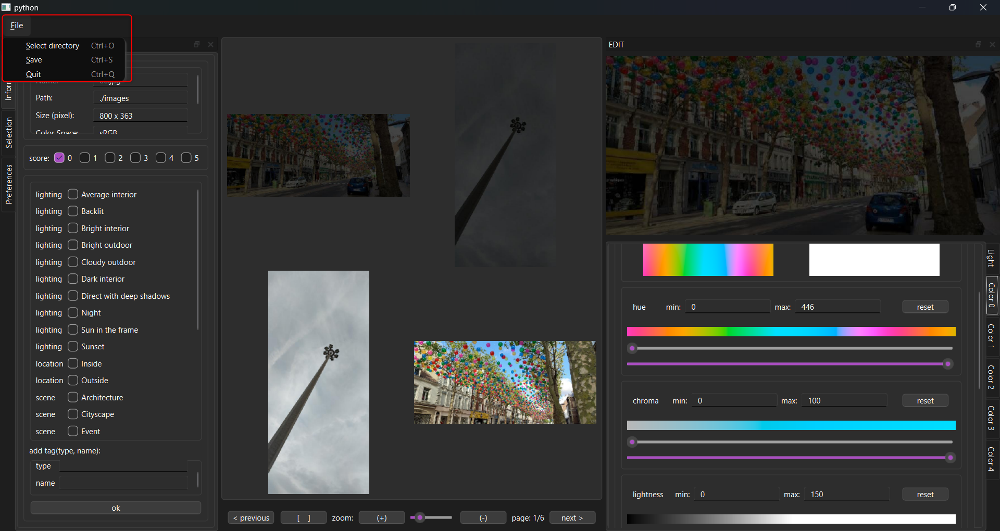 python
File
Select directory Ctrl+O
Save Ctrl+S
Quit Ctrl+Q
EDIT
Path: ./images
Size (pixel): 800 x 363
Color Space: sRGB
Selection
Preferences
score: 0 1 2 3 4 5
lighting Average interior
lighting Backlit
lighting Bright interior
lighting Bright outdoor
lighting Cloudy outdoor
lighting Dark interior
lighting Direct with deep shadows
lighting Night
lighting Sun in the frame
lighting Sunset
location Inside
location Outside
scene Architecture
scene Cityscape
scene Event
add tag(type, name):
type
name
ok
< previous [ ] zoom: (+) (-) page: 1/6 next >
hue min: 0 max: 446 reset
chroma min: 0 max: 100 reset
lightness min: 0 max: 150 reset
Light
Color 0
Color 1
Color 2
Color 3
Color 4